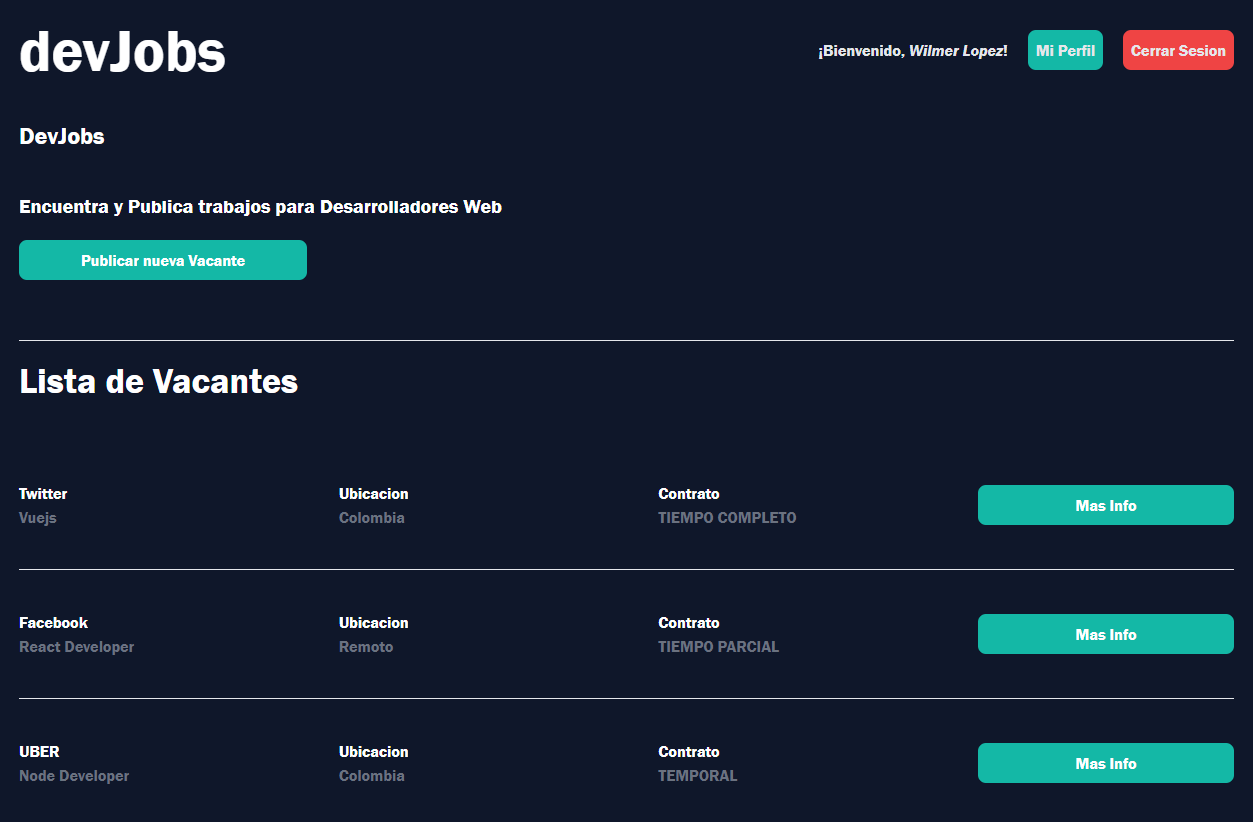 devJobs
¡Bienvenido, Wilmer Lopez! Mi Perfil Cerrar Sesion
DevJobs
Encuentra y Publica trabajos para Desarrolladores Web
Publicar nueva Vacante
Lista de Vacantes
Twitter Ubicacion Contrato Mas Info
Vuejs Colombia TIEMPO COMPLETO
Facebook Ubicacion Contrato Mas Info
React Developer Remoto TIEMPO PARCIAL
UBER Ubicacion Contrato Mas Info
Node Developer Colombia TEMPORAL